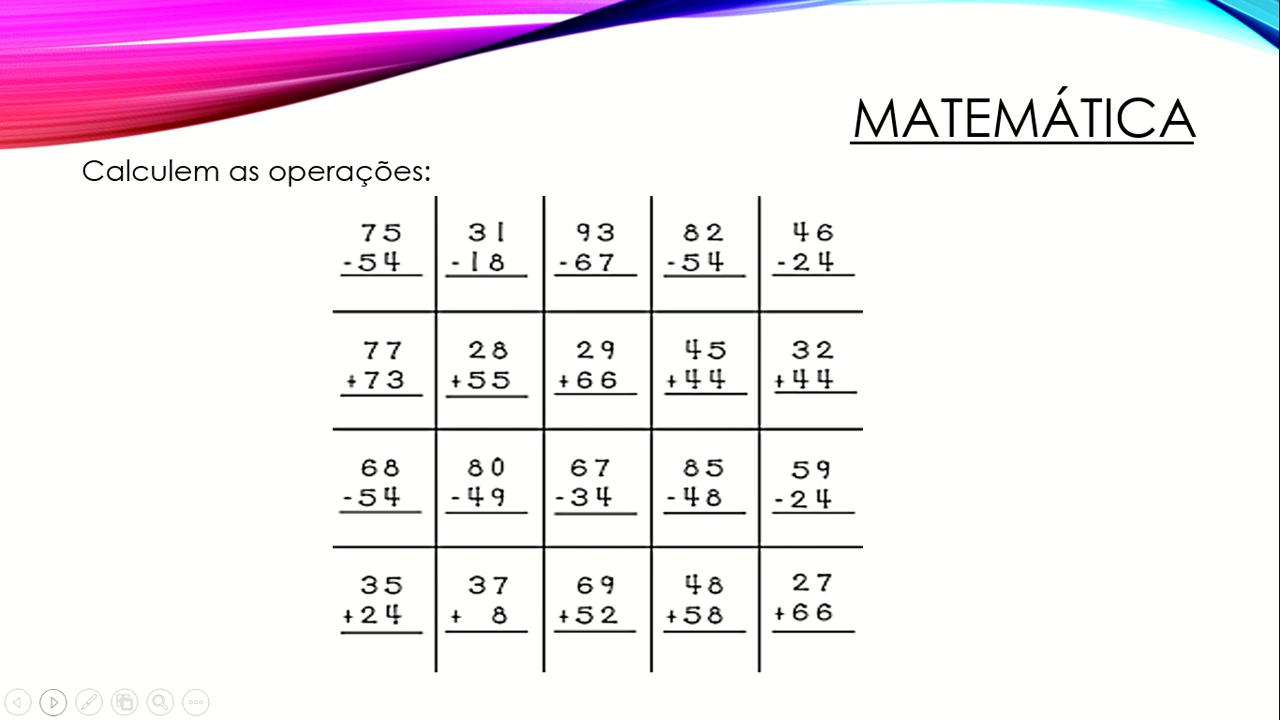 MATEMÁTICA
Calculem as operações:
75 31 93 82 46
-54 -18 -67 -54 -24
77 28 29 45 32
+73 +55 +66 +44 +44
68 80 67 85 59
-54 -49 -34 -48 -24
35 37 69 48 27
+24 + 8 +52 +58 +66